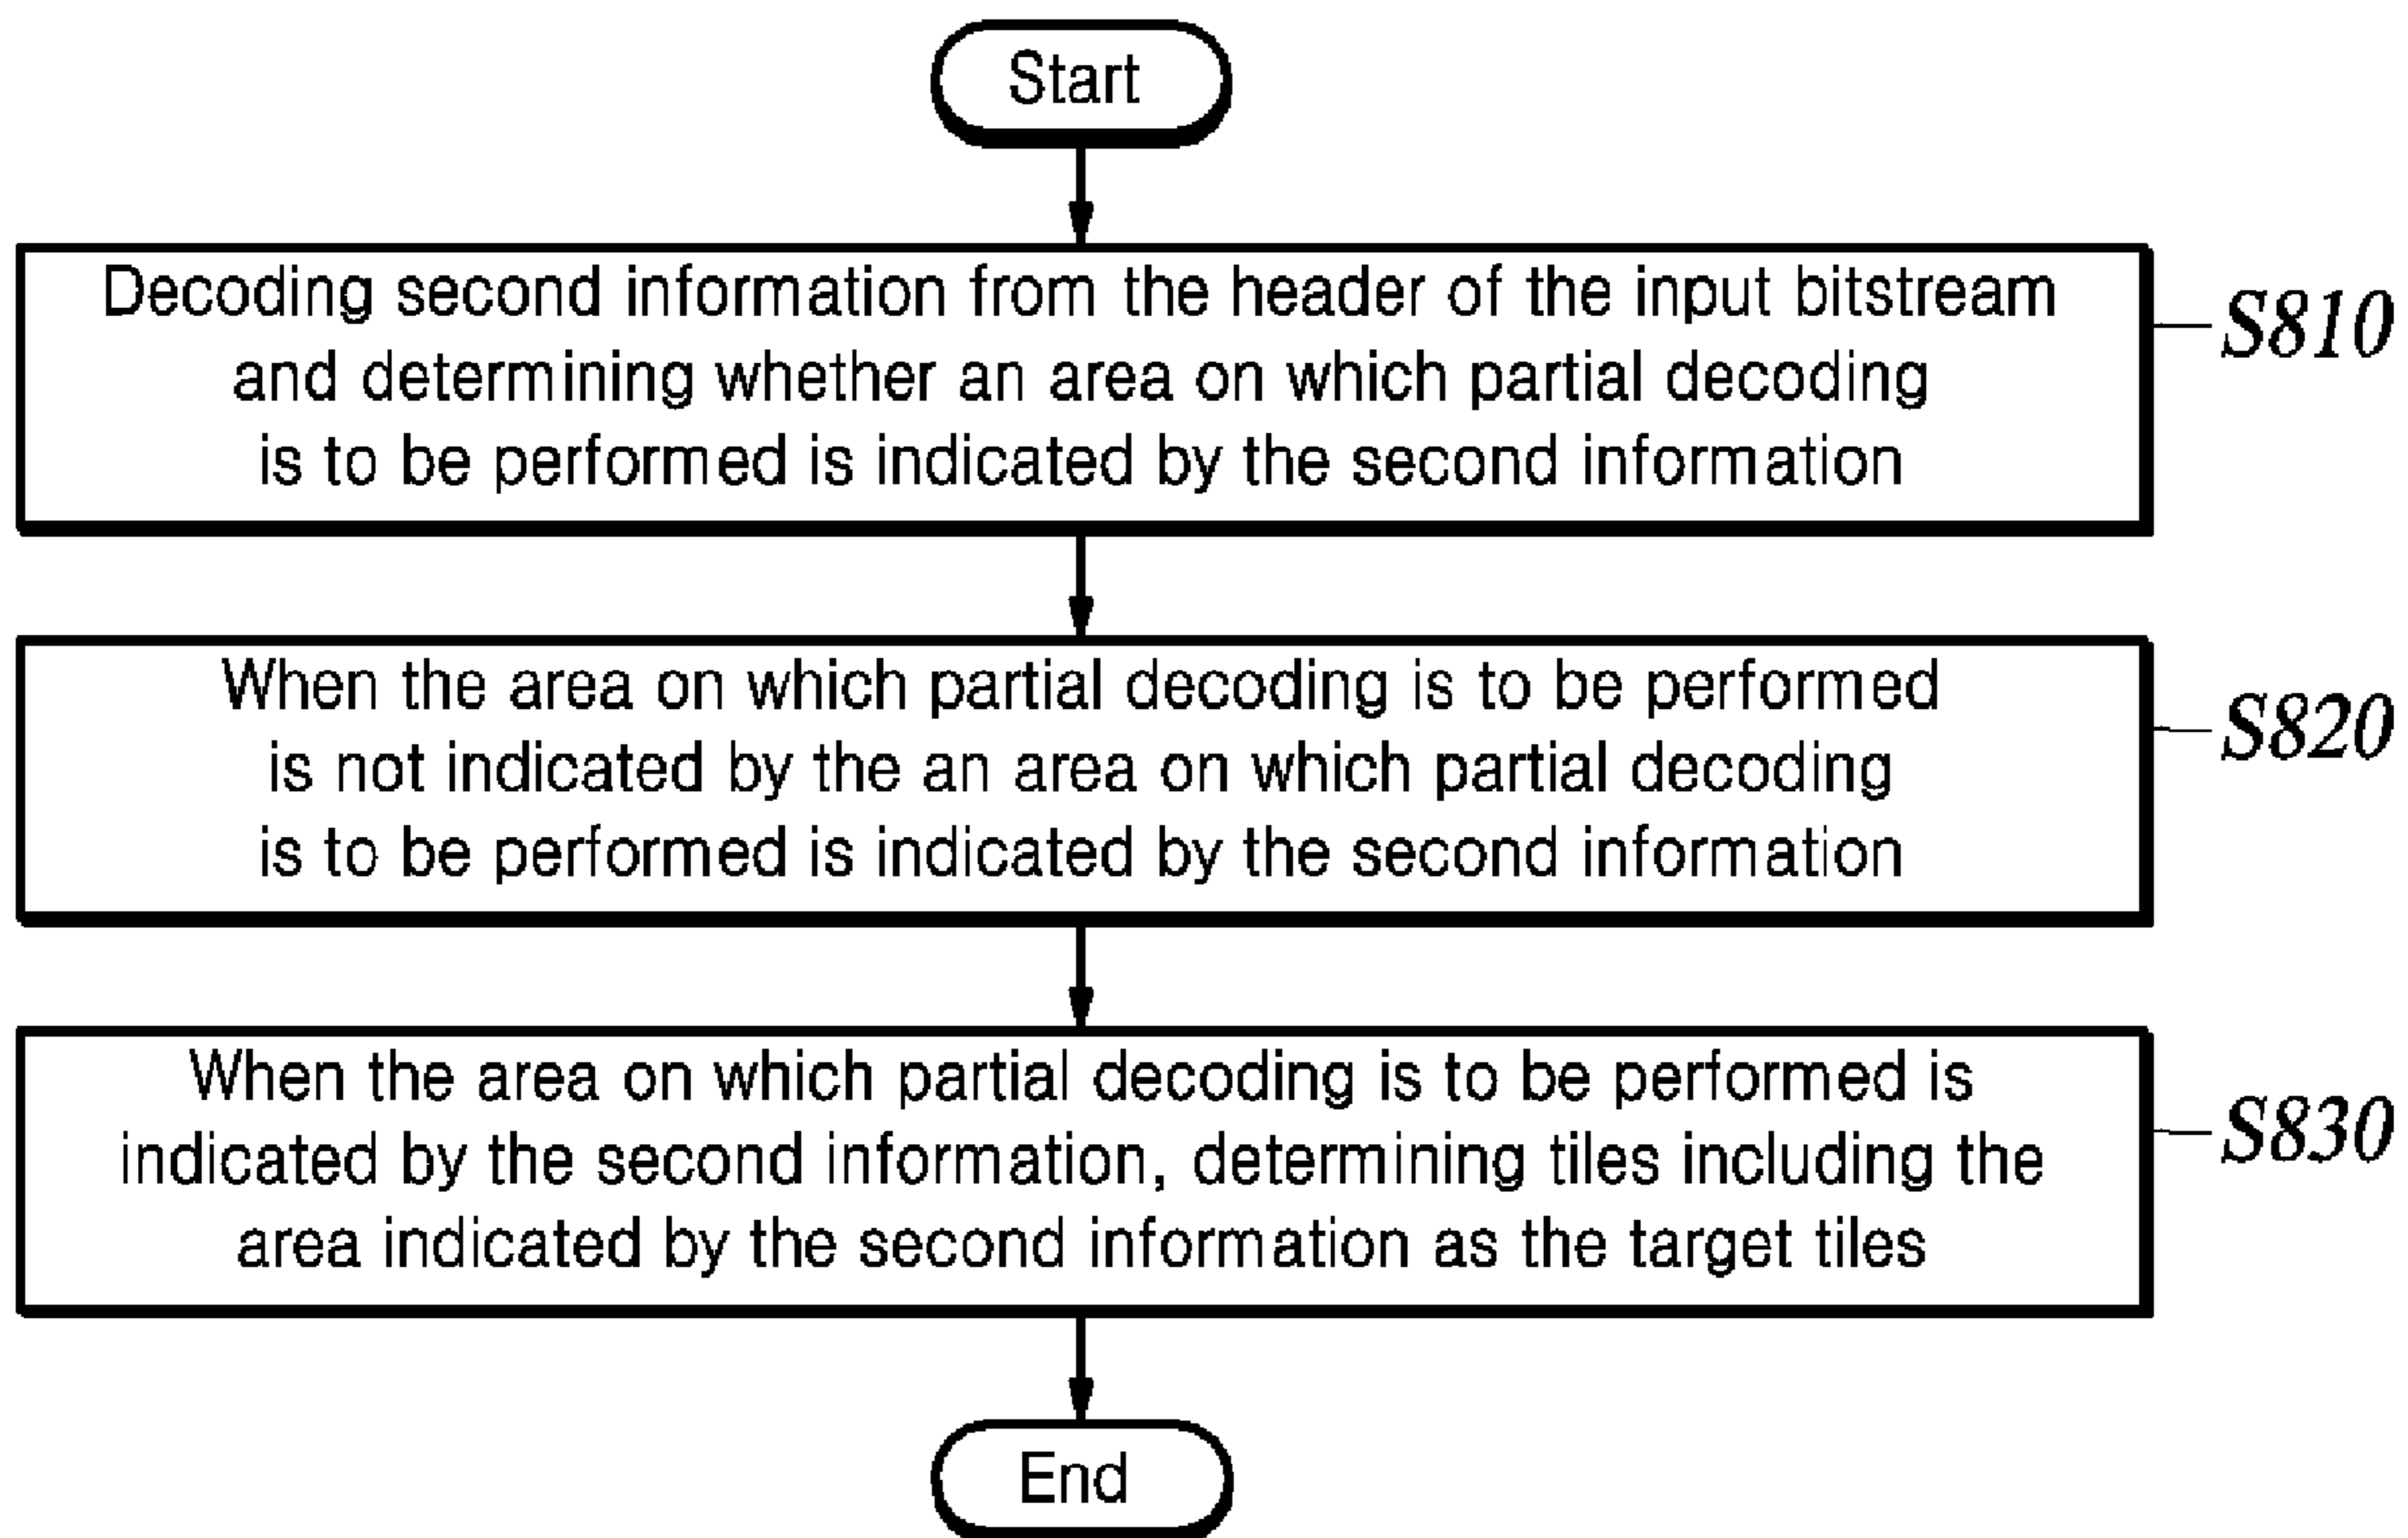 Start
Decoding second information from the header of the input bitstream
and determining whether an area on which partial decoding
is to be performed is indicated by the second information
S810
When the area on which partial decoding is to be performed
is not indicated by the an area on which partial decoding
is to be performed is indicated by the second information
S820
When the area on which partial decoding is to be performed is
indicated by the second information, determining tiles including the
area indicated by the second information as the target tiles
S830
End